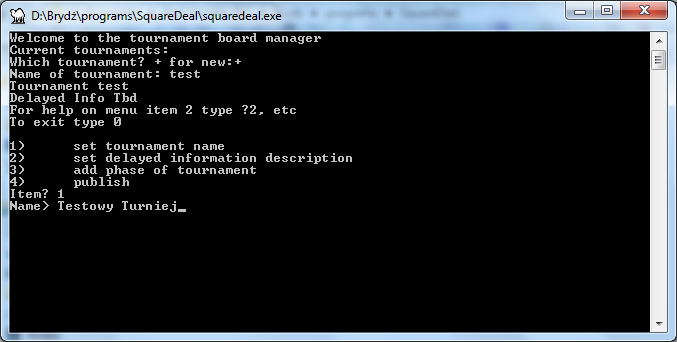 D:\Brydż\programs\SquareDeal\squaredeal.exe
Welcome to the tournament board manager
Current tournaments:
Which tournament? + for new:+
Name of tournament: test
Tournament test
Delayed Info Tbd
For help on menu item 2 type ?2, etc
To exit type 0
1) set tournament name
2) set delayed information description
3) add phase of tournament
4) publish
Item? 1
Name> Testowy Turniej_